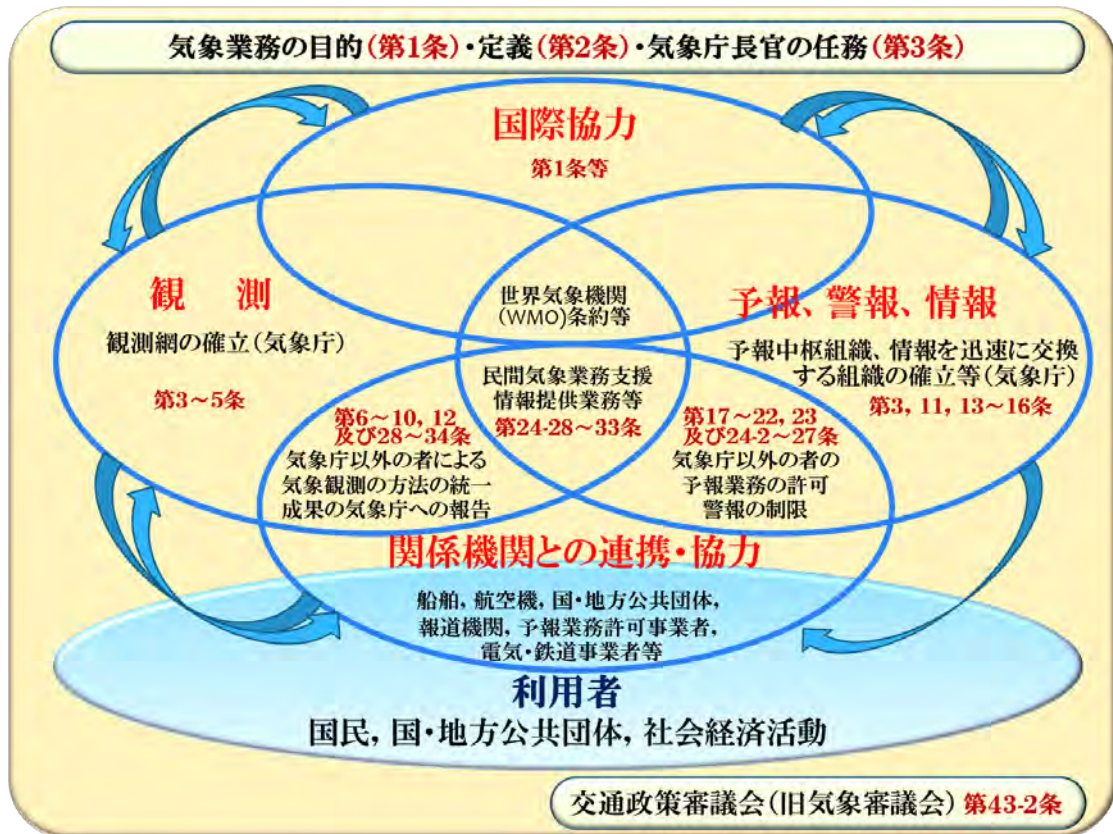 気象業務の目的(第1条)・定義(第2条)・気象庁長官の任務(第3条)
国際協力
第1条等
観 測
観測網の確立(気象庁)
第3～5条
世界気象機関
(WMO)条約等
予報、警報、情報
予報中枢組織、情報を迅速に交換
する組織の確立等(気象庁)
第3, 11, 13～16条
民間気象業務支援
情報提供業務等
第24-28～33条
第6～10, 12
及び28～34条
気象庁以外の者による
気象観測の方法の統一
成果の気象庁への報告
第17～22, 23
及び24-2～27条
気象庁以外の者の
予報業務の許可
警報の制限
関係機関との連携・協力
船舶, 航空機, 国・地方公共団体,
報道機関, 予報業務許可事業者,
電気・鉄道事業者等
利用者
国民, 国・地方公共団体, 社会経済活動
交通政策審議会(旧気象審議会) 第43-2条